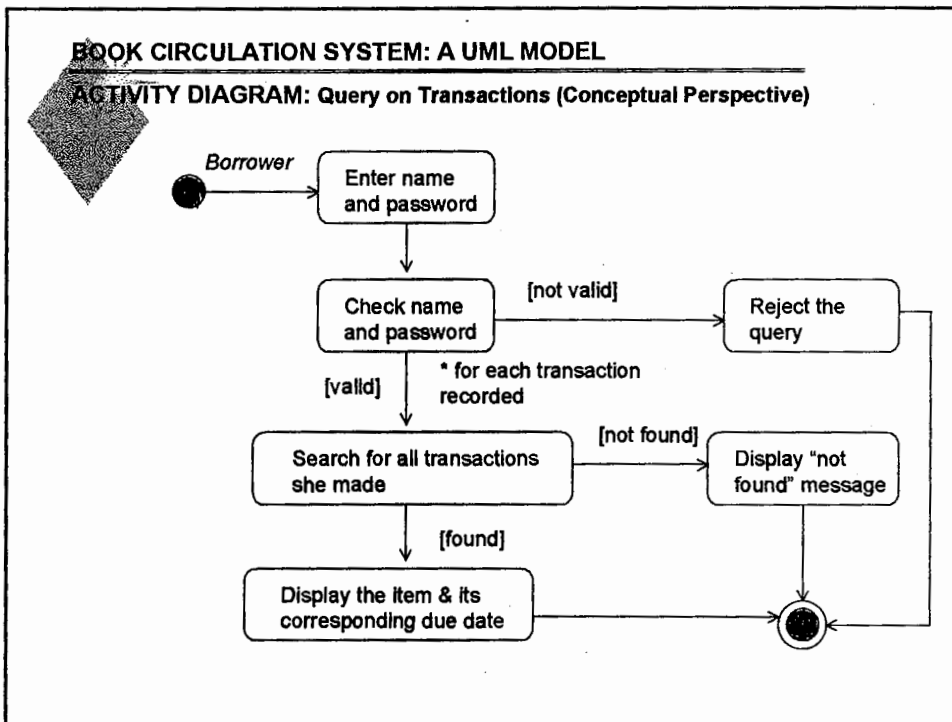 BOOK CIRCULATION SYSTEM: A UML MODEL
ACTIVITY DIAGRAM: Query on Transactions (Conceptual Perspective)
Borrower
Enter name
and password
Check name
and password
[not valid]
Reject the
query
[valid]
* for each transaction
recorded
Search for all transactions
she made
[not found]
Display "not
found" message
[found]
Display the item & its
corresponding due date